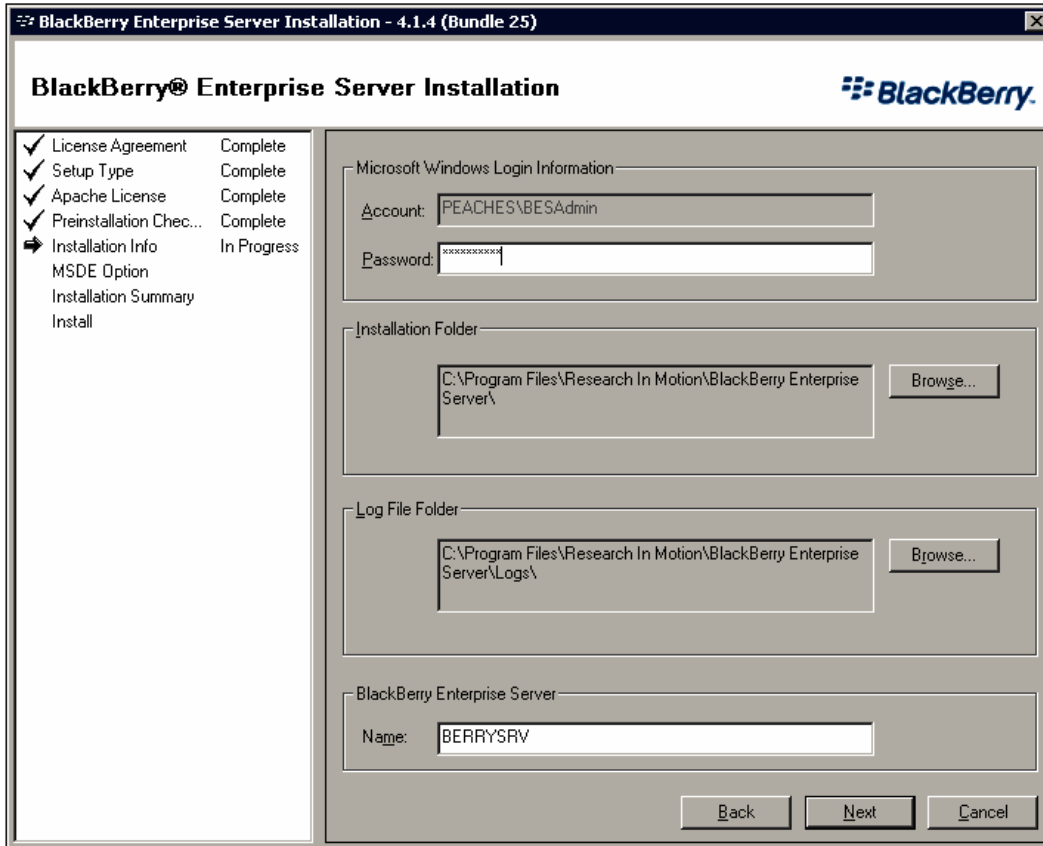 BlackBerry Enterprise Server Installation - 4.1.4 (Bundle 25)
BlackBerry® Enterprise Server Installation
BlackBerry.
License Agreement Complete
Setup Type Complete
Apache License Complete
Preinstallation Chec... Complete
Installation Info In Progress
MSDE Option
Installation Summary
Install
Microsoft Windows Login Information
Account: PEACHES\BESAdmin
Password: **********
Installation Folder
C:\Program Files\Research In Motion\BlackBerry Enterprise
Server\
Browse...
Log File Folder
C:\Program Files\Research In Motion\BlackBerry Enterprise
Server\Logs\
Browse...
BlackBerry Enterprise Server
Name: BERRYSRV
Back Next Cancel